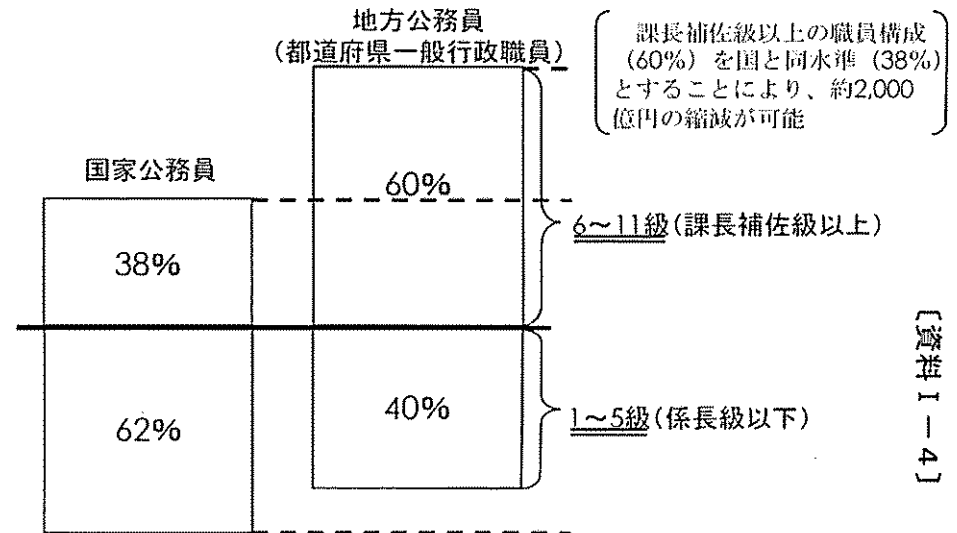 地方公務員
（都道府県一般行政職員）
課長補佐級以上の職員構成
（60%）を国と同水準（38%）
とすることにより、約2,000
億円の縮減が可能
国家公務員
60%
38%
6～11級(課長補佐級以上)
62%
40%
1～5級(係長級以下)
〔資料Ⅰ－4〕